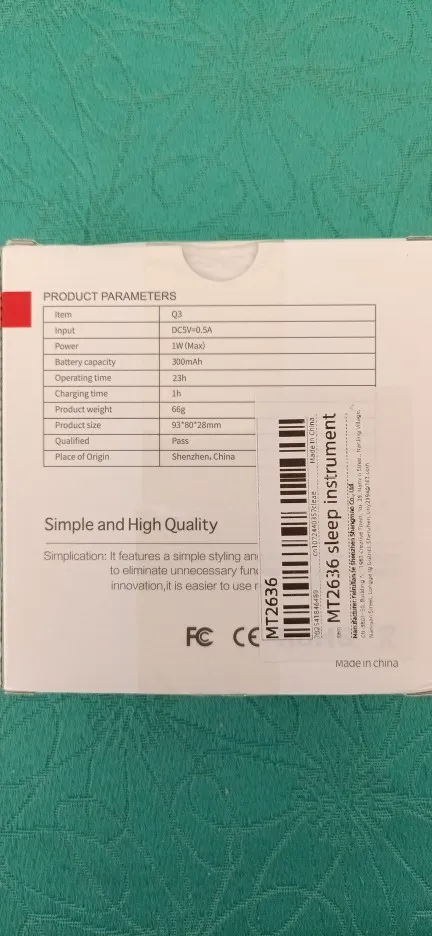 PRODUCT PARAMETERS
Item Q3
Input DC5V=0.5A
Power 1W (Max)
Battery capacity 300mAh
Operating time 23h
Charging time 1h
Product weight 66g
Product size 93*80*28mm
Qualified Pass
Place of Origin Shenzhen, China
Simple and High Quality
Simplication: It features a simple styling an
to eliminate unnecessary fun
innovation,it is easier to use
FC CE
Made in china
MT2636
Made in China
MT2636 sleep instrument